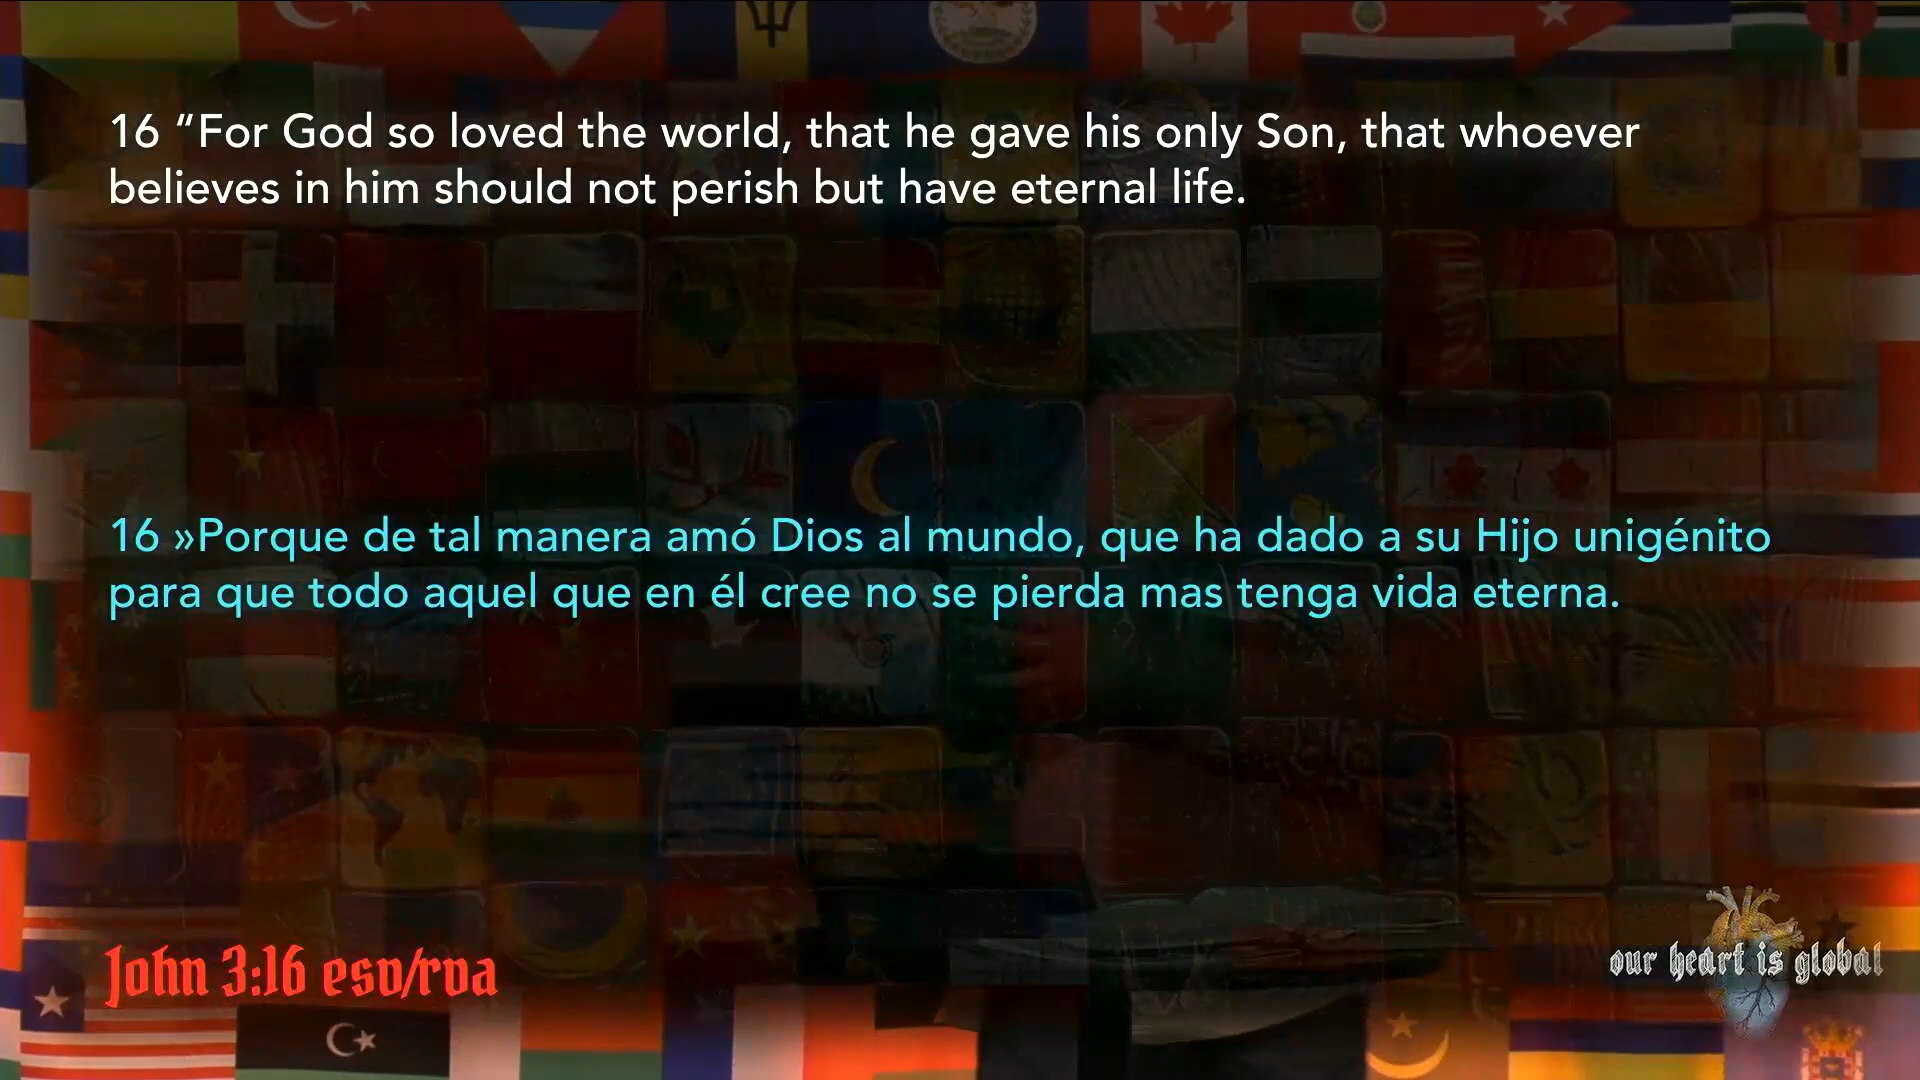 16 “For God so loved the world, that he gave his only Son, that whoever
believes in him should not perish but have eternal life.
16 »Porque de tal manera amó Dios al mundo, que ha dado a su Hijo unigénito
para que todo aquel que en él cree no se pierda mas tenga vida eterna.
John 3:16 esv/rva
our heart is global